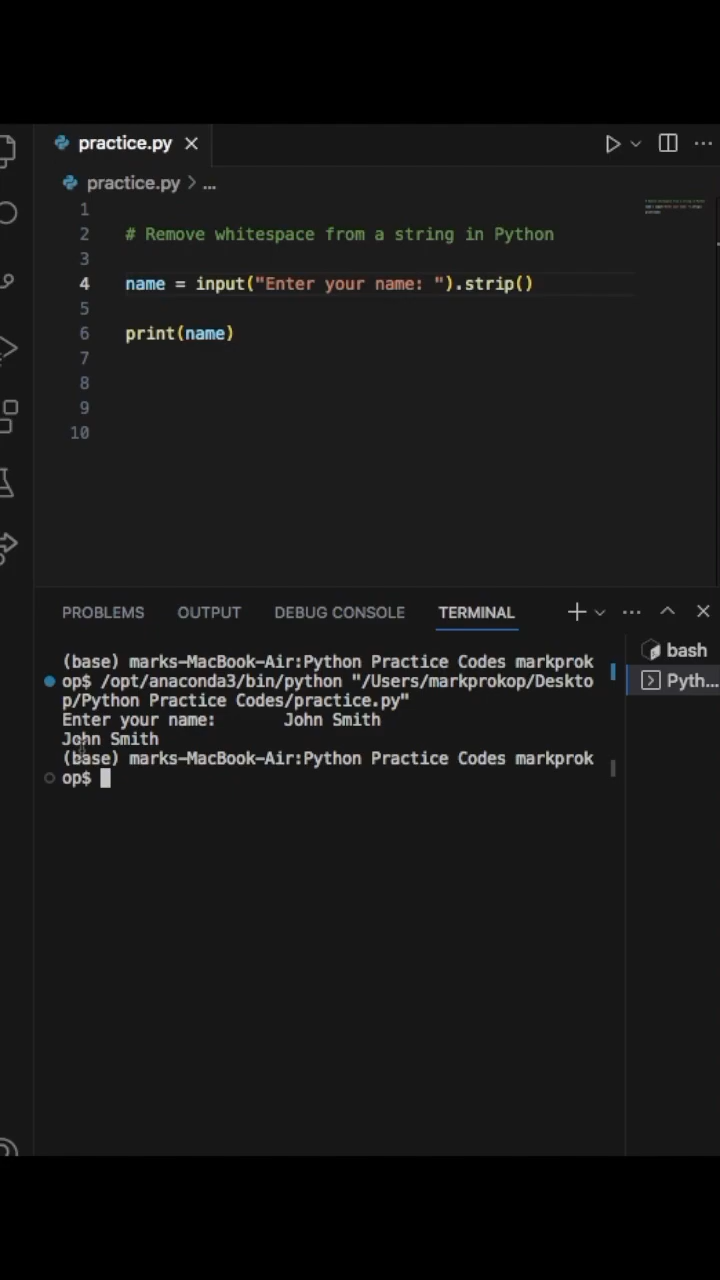 practice.py
practice.py > ...
1
2 # Remove whitespace from a string in Python
3
4 name = input("Enter your name: ").strip()
5
6 print(name)
7
8
9
10
PROBLEMS OUTPUT DEBUG CONSOLE TERMINAL
(base) marks-MacBook-Air:Python Practice Codes markprok
op$ /opt/anaconda3/bin/python "/Users/markprokop/Deskto
p/Python Practice Codes/practice.py"
Enter your name:       John Smith
John Smith
(base) marks-MacBook-Air:Python Practice Codes markprok
op$
bash
Pyth...